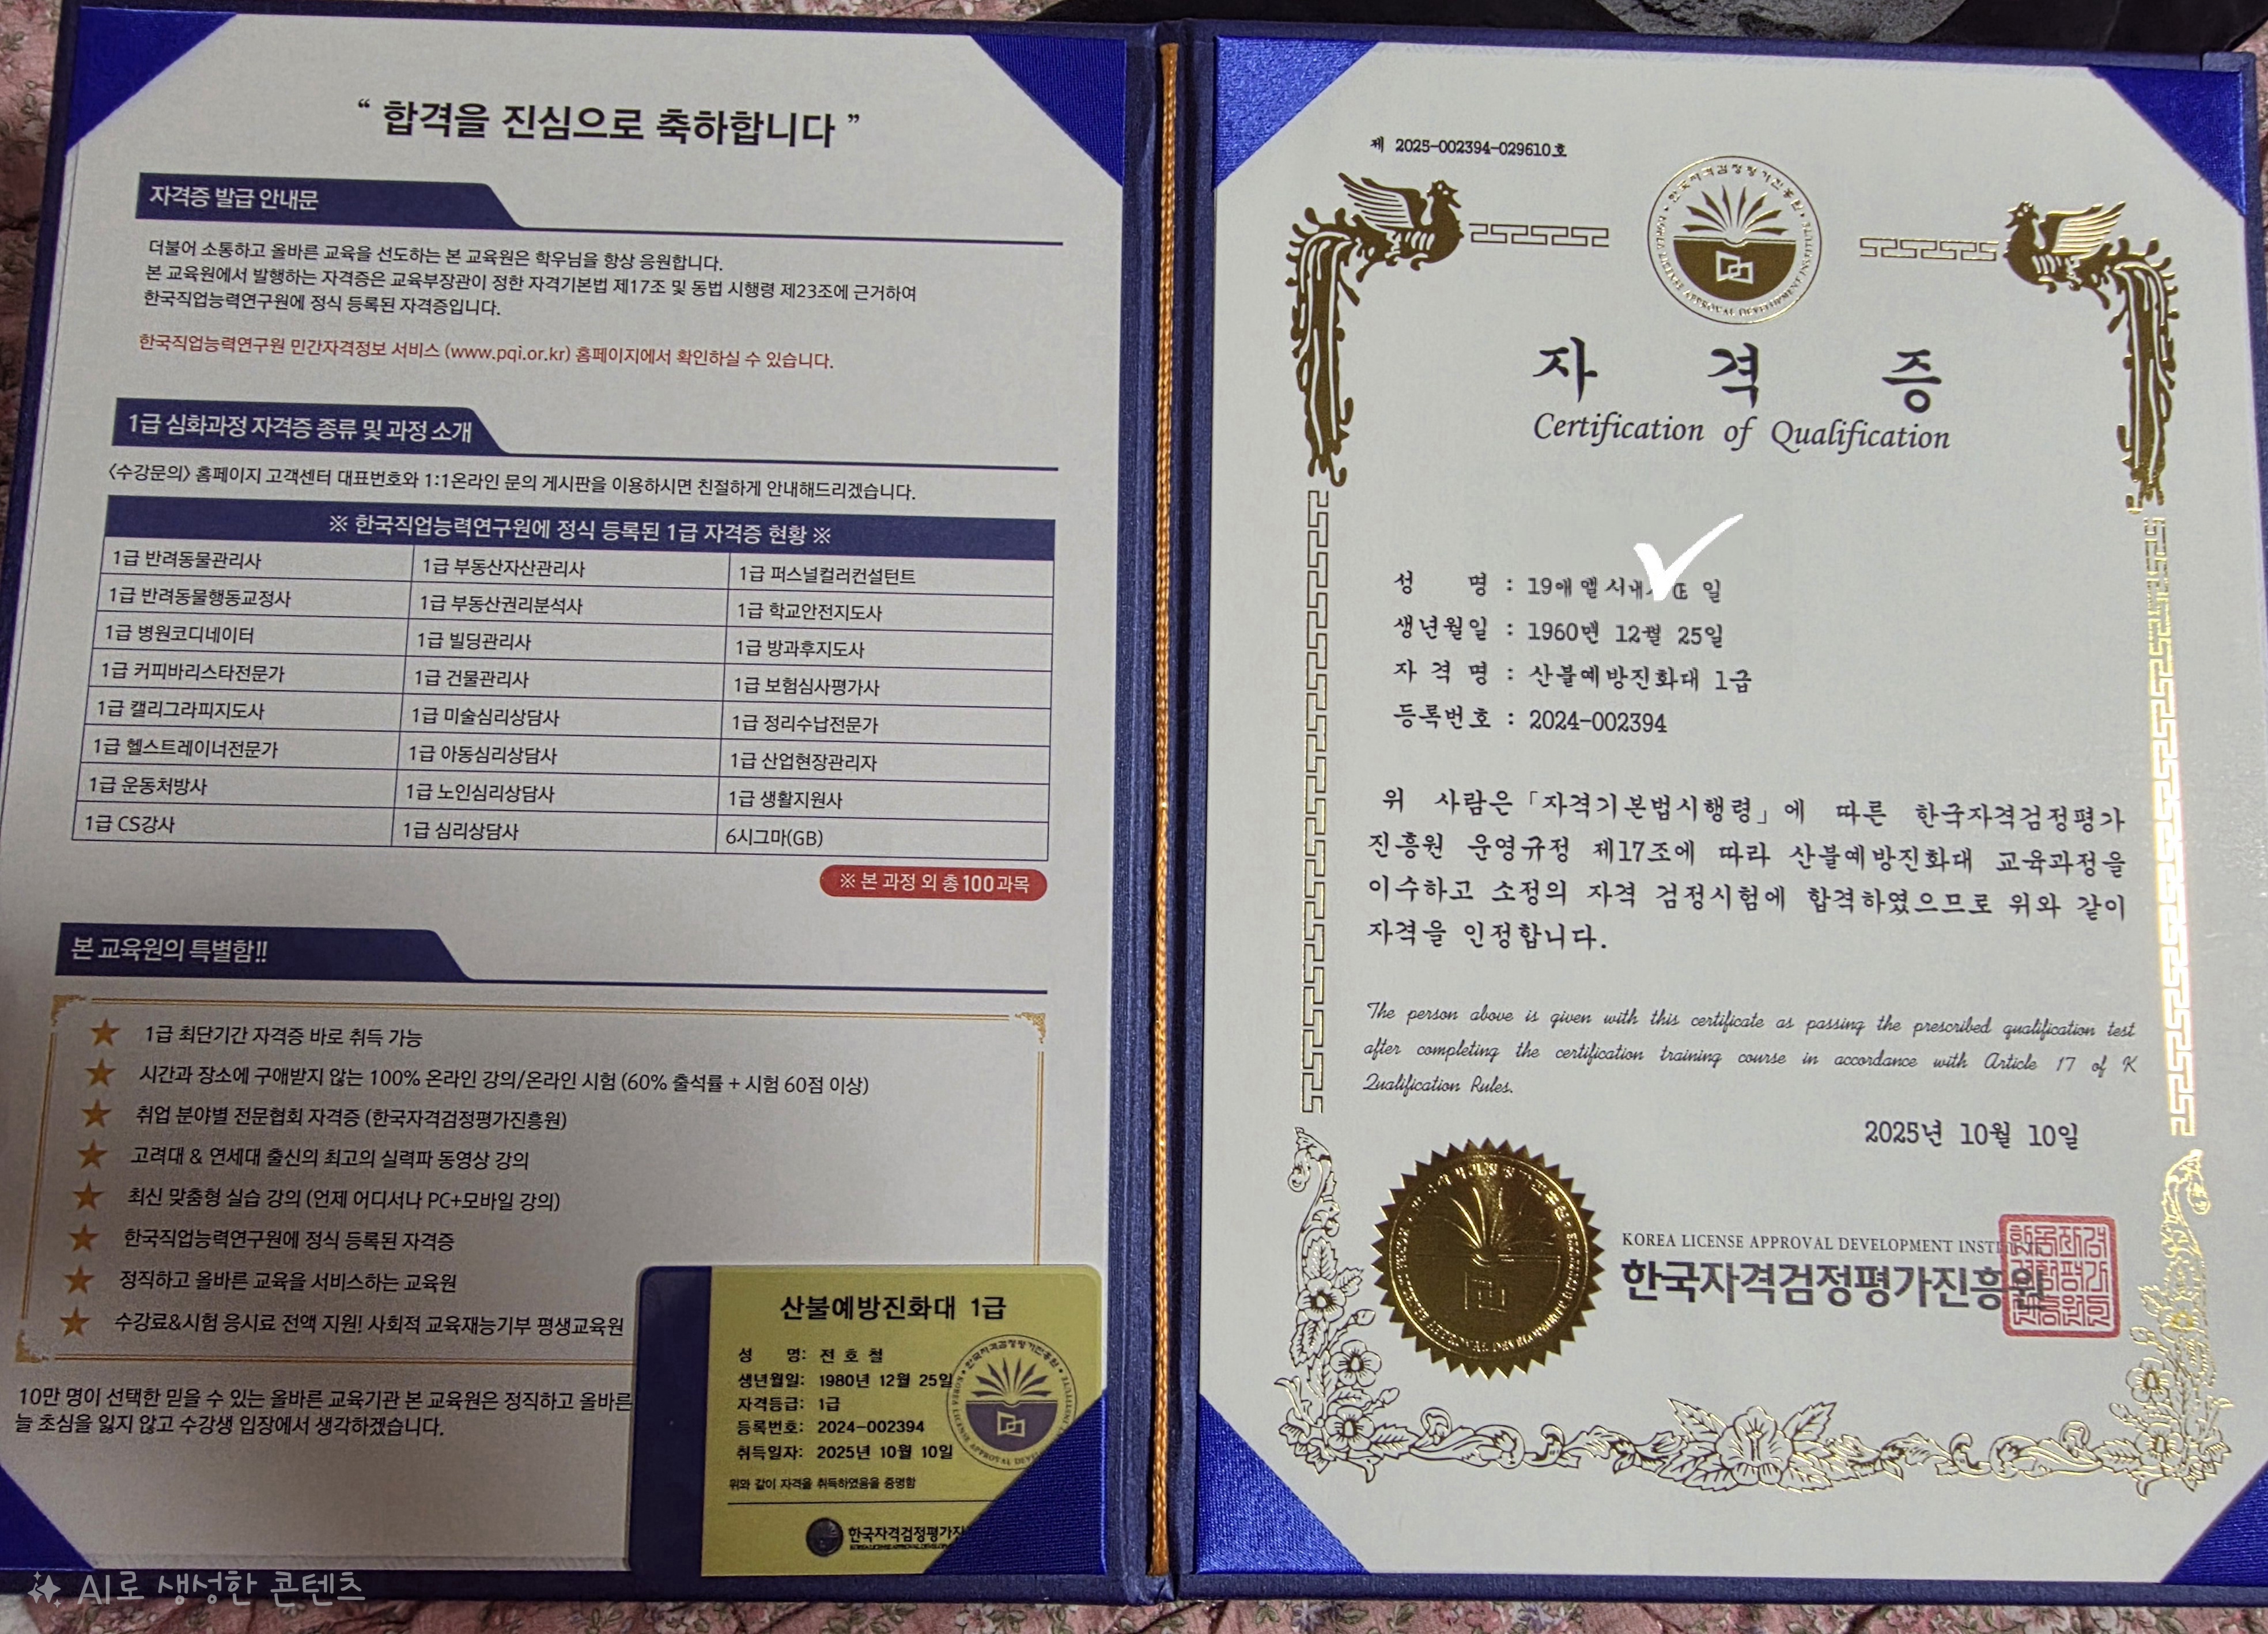 “ 합격을 진심으로 축하합니다 ”
자격증 발급 안내문
더불어 소통하고 올바른 교육을 선도하는 본 교육원은 학우님을 항상 응원합니다.
본 교육원에서 발행하는 자격증은 교육부장관이 정한 자격기본법 제17조 및 동법 시행령 제23조에 근거하여
한국직업능력연구원에 정식 등록된 자격증입니다.
한국직업능력연구원 민간자격정보 서비스 (www.pqi.or.kr) 홈페이지에서 확인하실 수 있습니다.
1급 심화과정 자격증 종류 및 과정 소개
〈수강문의〉 홈페이지 고객센터 대표번호와 1:1온라인 문의 게시판을 이용하시면 친절하게 안내해드리겠습니다.
※ 한국직업능력연구원에 정식 등록된 1급 자격증 현황 ※
1급 반려동물관리사 1급 부동산자산관리사 1급 퍼스널컬러컨설턴트
1급 반려동물행동교정사 1급 부동산권리분석사 1급 학교안전지도사
1급 병원코디네이터 1급 빌딩관리사 1급 방과후지도사
1급 커피바리스타전문가 1급 건물관리사 1급 보험심사평가사
1급 캘리그라피지도사 1급 미술심리상담사 1급 정리수납전문가
1급 헬스트레이너전문가 1급 아동심리상담사 1급 산업현장관리자
1급 운동처방사 1급 노인심리상담사 1급 생활지원사
1급 CS강사 1급 심리상담사 6시그마(GB)
※ 본 과정 외 총 100과목
본 교육원의 특별함!!
★ 1급 최단기간 자격증 바로 취득 가능
★ 시간과 장소에 구애받지 않는 100% 온라인 강의/온라인 시험 (60% 출석률 + 시험 60점 이상)
★ 취업 분야별 전문협회 자격증 (한국자격검정평가진흥원)
★ 고려대 & 연세대 출신의 최고의 실력파 동영상 강의
★ 최신 맞춤형 실습 강의 (언제 어디서나 PC+모바일 강의)
★ 한국직업능력연구원에 정식 등록된 자격증
★ 정직하고 올바른 교육을 서비스하는 교육원
★ 수강료&시험 응시료 전액 지원! 사회적 교육재능기부 평생교육원
10만 명이 선택한 믿을 수 있는 올바른 교육기관 본 교육원은 정직하고 올바른
늘 초심을 잃지 않고 수강생 입장에서 생각하겠습니다.
산불예방진화대 1급
성 명: 전 호 철
생년월일: 1980년 12월 25일
자격등급: 1급
등록번호: 2024-002394
취득일자: 2025년 10월 10일
위와 같이 자격을 취득하였음을 증명함
한국자격검정평가진
AI로 생성한 콘텐츠
제 2025-002394-029610호
자 격 증
Certification of Qualification
성 명 : 19애 앨 시내 일
생년월일 : 1960멘 12월 25일
자 격 명 : 산불예방진화대 1급
등록번호 : 2024-002394
위 사람은「자격기본법시행령」에 따른 한국자격검정평가
진흥원 운영규정 제17조에 따라 산불예방진화대 교육과정을
이수하고 소정의 자격 검정시험에 합격하였으므로 위와 같이
자격을 인정합니다.
The person above is given with this certificate as passing the prescribed qualification test
after completing the certification training course in accordance with Article 17 of K
Qualification Rules.
2025년 10월 10일
KOREA LICENSE APPROVAL DEVELOPMENT INSTITUTE
한국자격검정평가진흥원